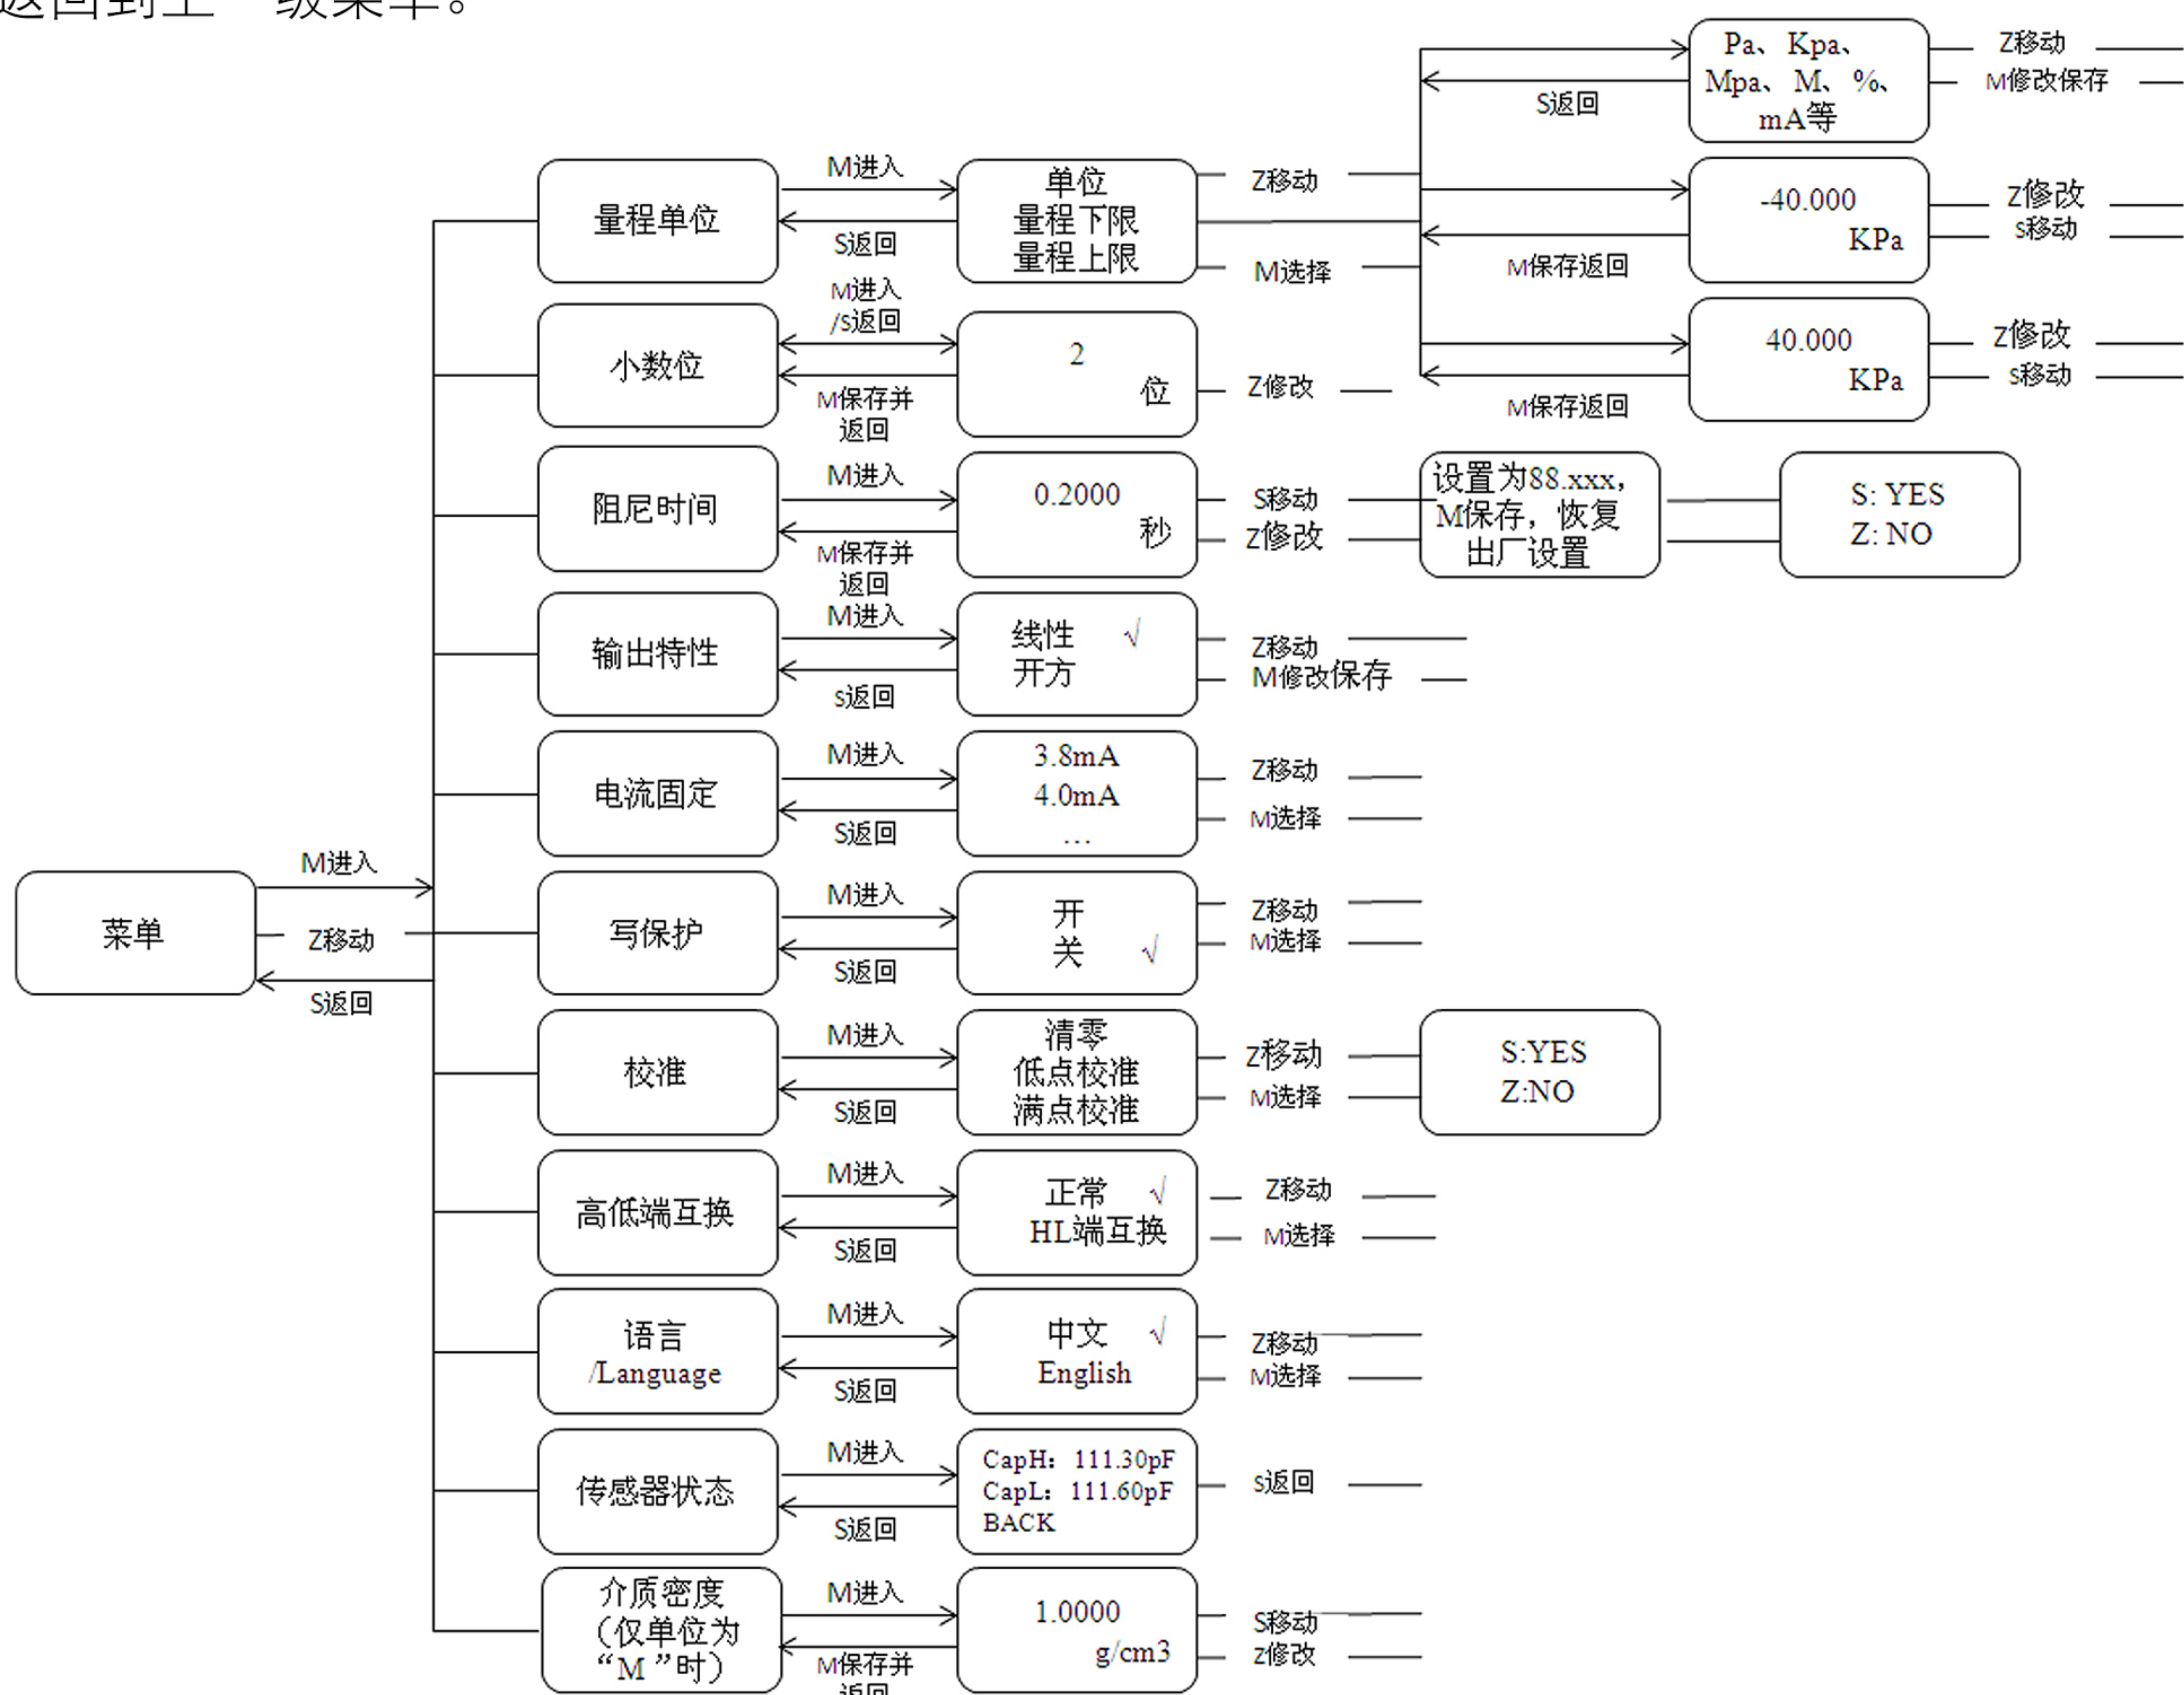 返回到上一级菜单。
Pa、Kpa、
Mpa、M、%、
mA等
Z移动
M修改保存
S返回
量程单位
M进入
S返回
单位
量程下限
量程上限
Z移动
M选择
-40.000
KPa
Z修改
S移动
M保存返回
40.000
KPa
Z修改
S移动
M保存返回
小数位
M进入
/S返回
M保存并
返回
2
位
Z修改
阻尼时间
M进入
M保存并
返回
0.2000
秒
S移动
Z修改
设置为88.xxx，
M保存，恢复
出厂设置
S: YES
Z: NO
输出特性
M进入
S返回
线性 √
开方
Z移动
M修改保存
电流固定
M进入
S返回
3.8mA
4.0mA
…
Z移动
M选择
菜单
M进入
Z移动
S返回
写保护
M进入
S返回
开
关 √
Z移动
M选择
校准
M进入
S返回
清零
低点校准
满点校准
Z移动
M选择
S:YES
Z:NO
高低端互换
M进入
S返回
正常 √
HL端互换
Z移动
M选择
语言
/Language
M进入
S返回
中文 √
English
Z移动
M选择
传感器状态
M进入
S返回
CapH：111.30pF
CapL：111.60pF
BACK
S返回
介质密度
（仅单位为
“M”时）
M进入
M保存并
返回
1.0000
g/cm3
S移动
Z修改